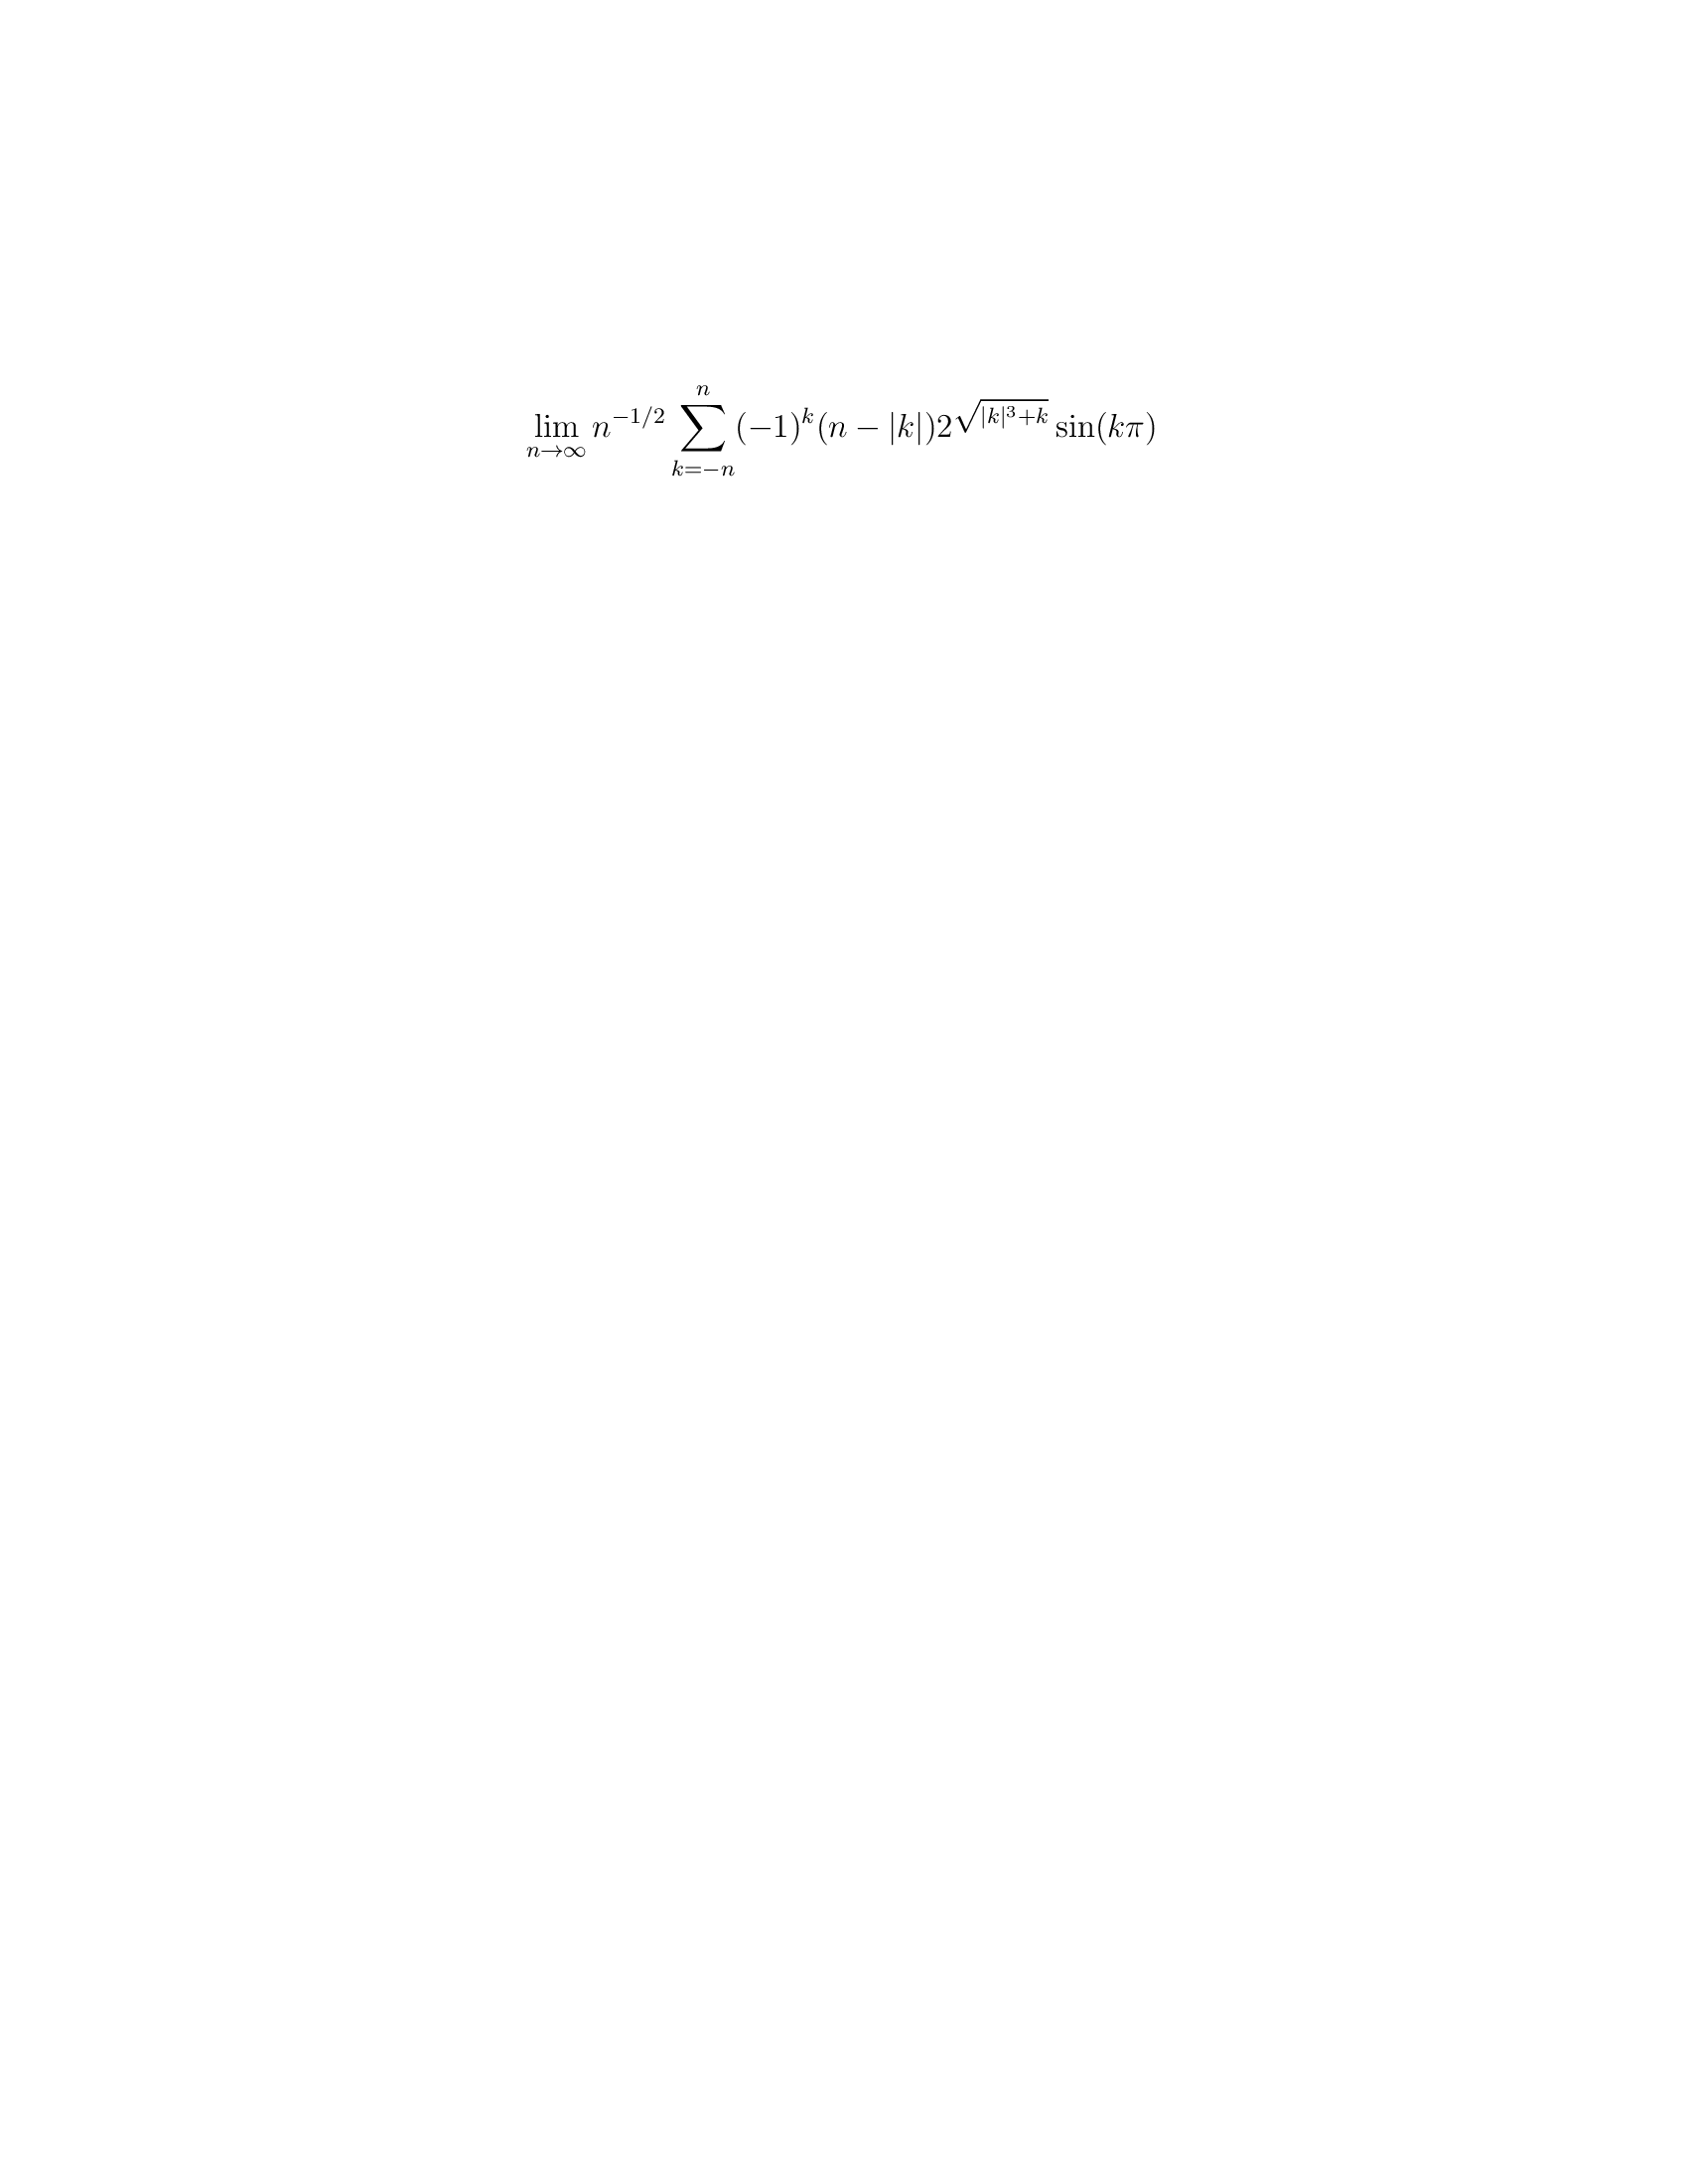 $$\lim_{n\to\infty} n^{-1/2} \sum_{k=-n}^{n} (-1)^k (n-|k|) 2^{\sqrt{|k|^3+k}} \sin(k\pi)$$